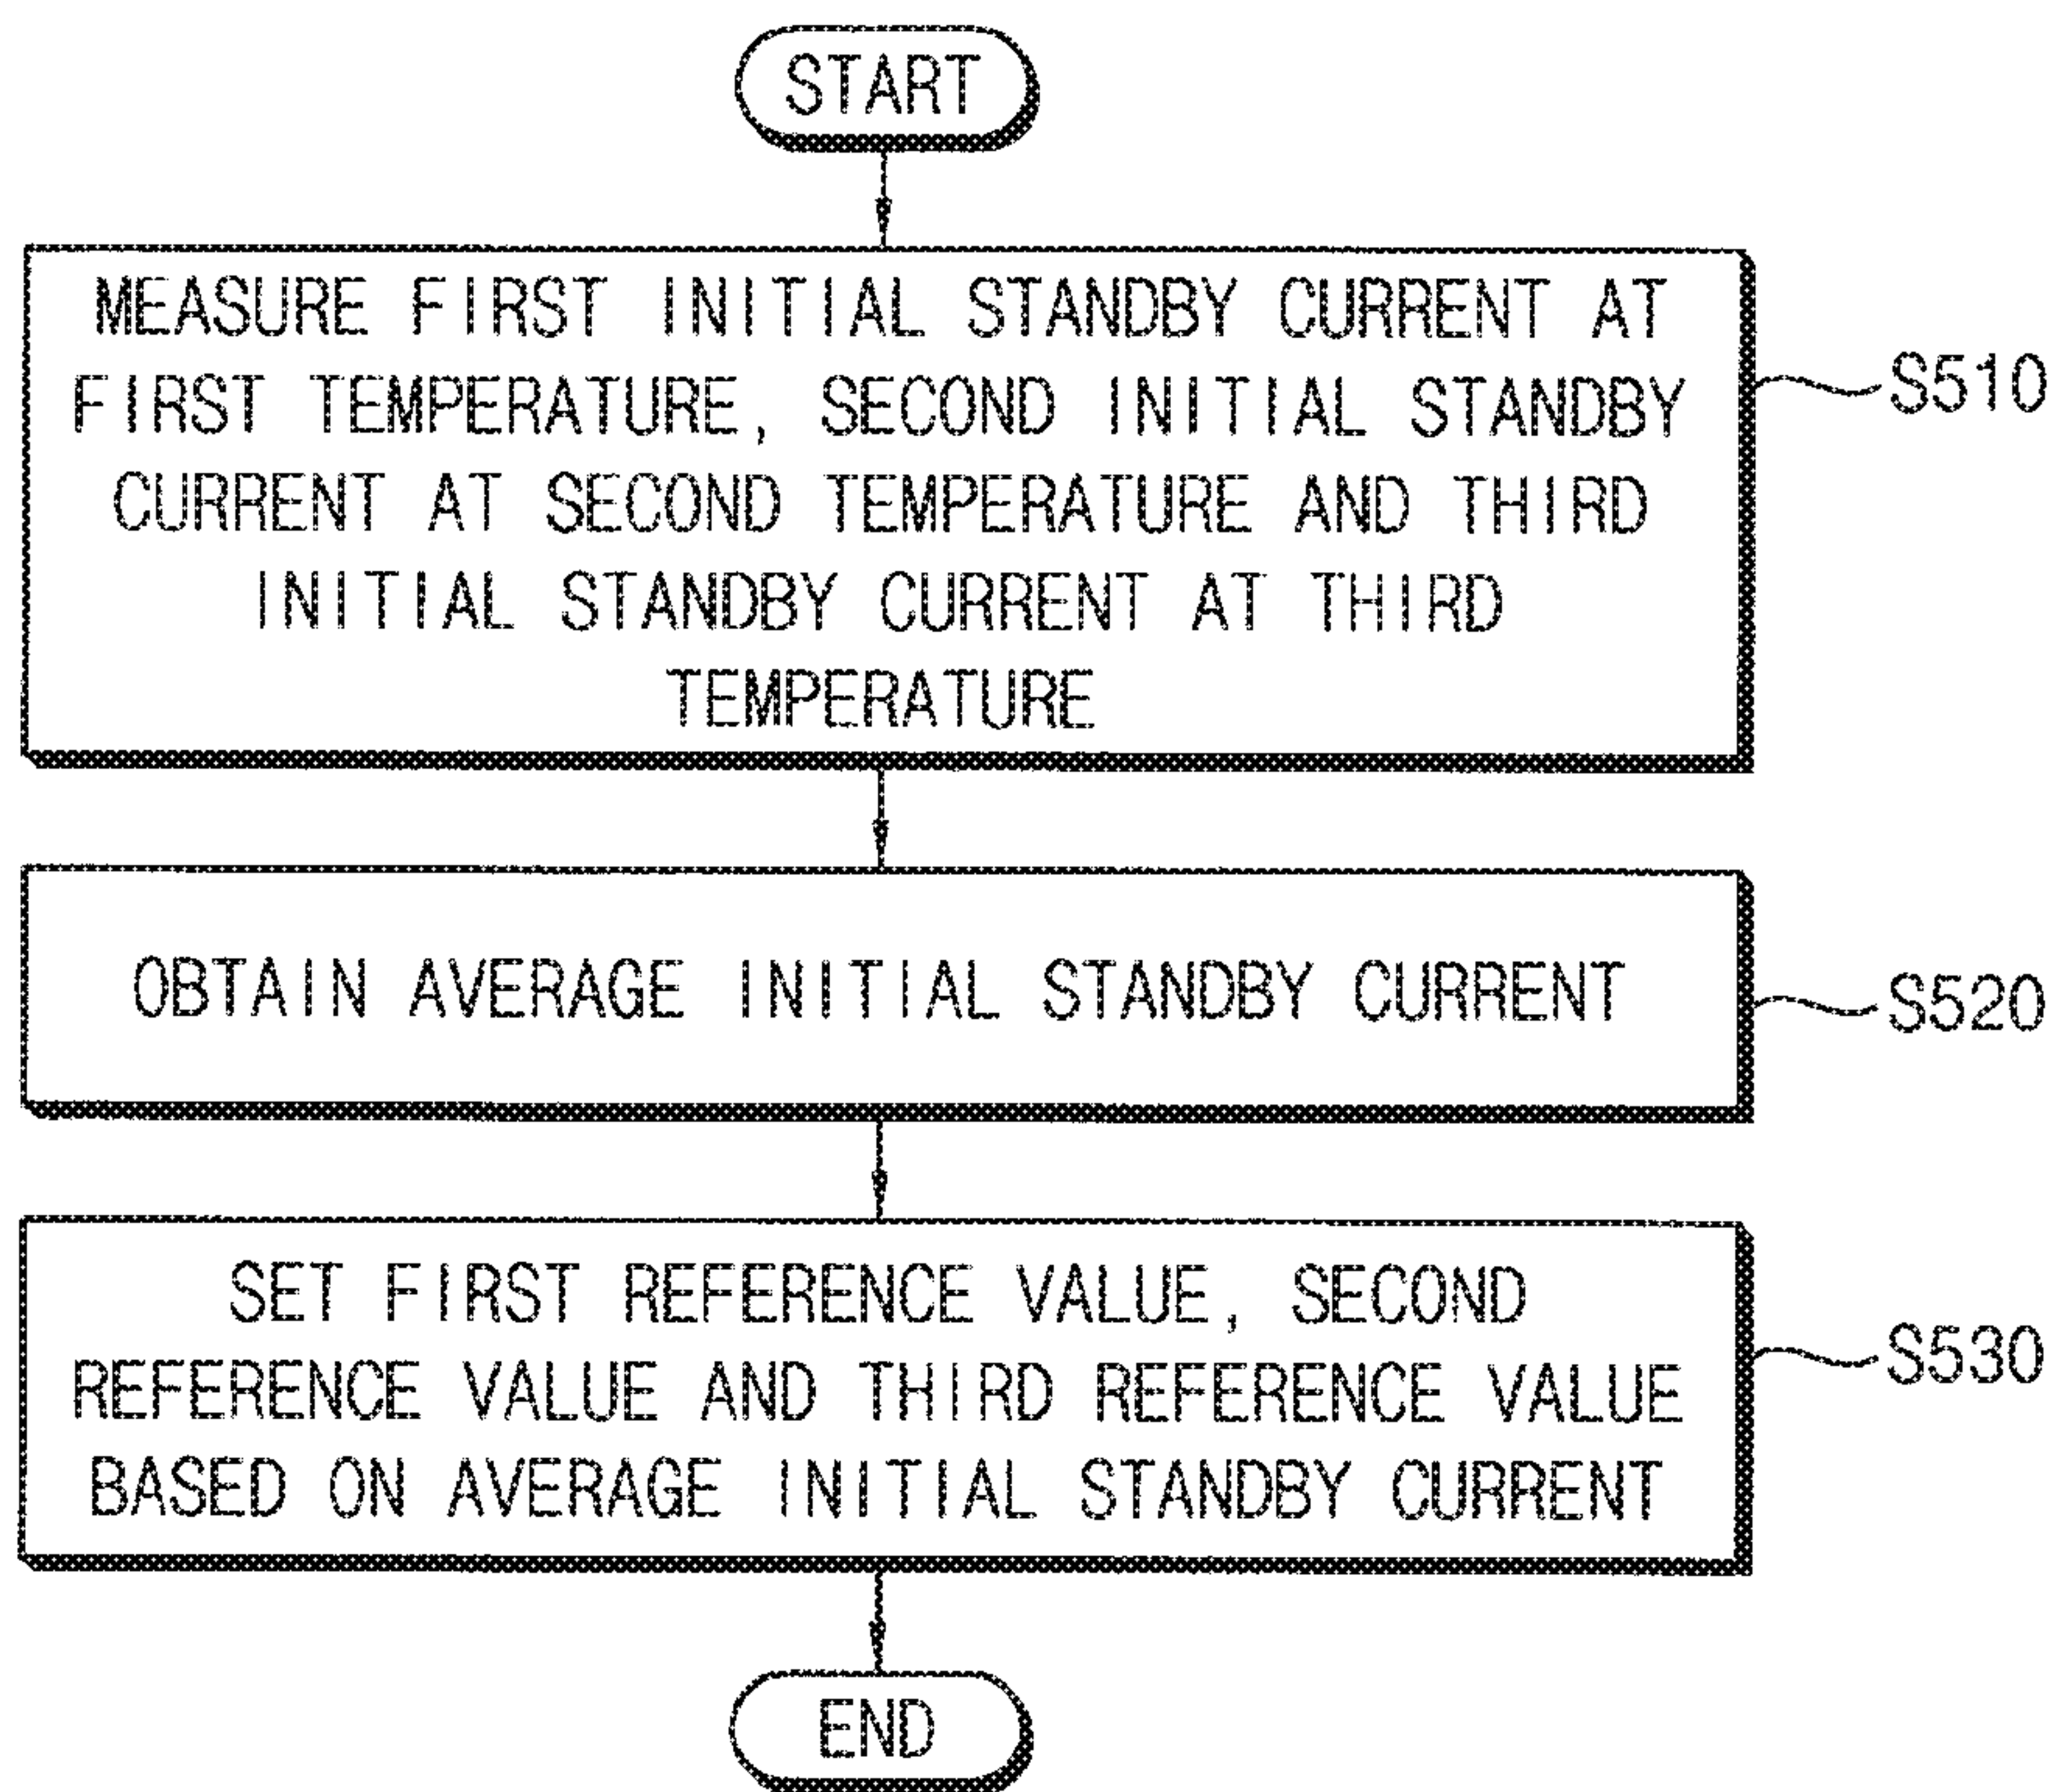 START
MEASURE FIRST INITIAL STANDBY CURRENT AT
FIRST TEMPERATURE, SECOND INITIAL STANDBY
CURRENT AT SECOND TEMPERATURE AND THIRD
INITIAL STANDBY CURRENT AT THIRD
TEMPERATURE
S510
OBTAIN AVERAGE INITIAL STANDBY CURRENT
S520
SET FIRST REFERENCE VALUE, SECOND
REFERENCE VALUE AND THIRD REFERENCE VALUE
BASED ON AVERAGE INITIAL STANDBY CURRENT
S530
END